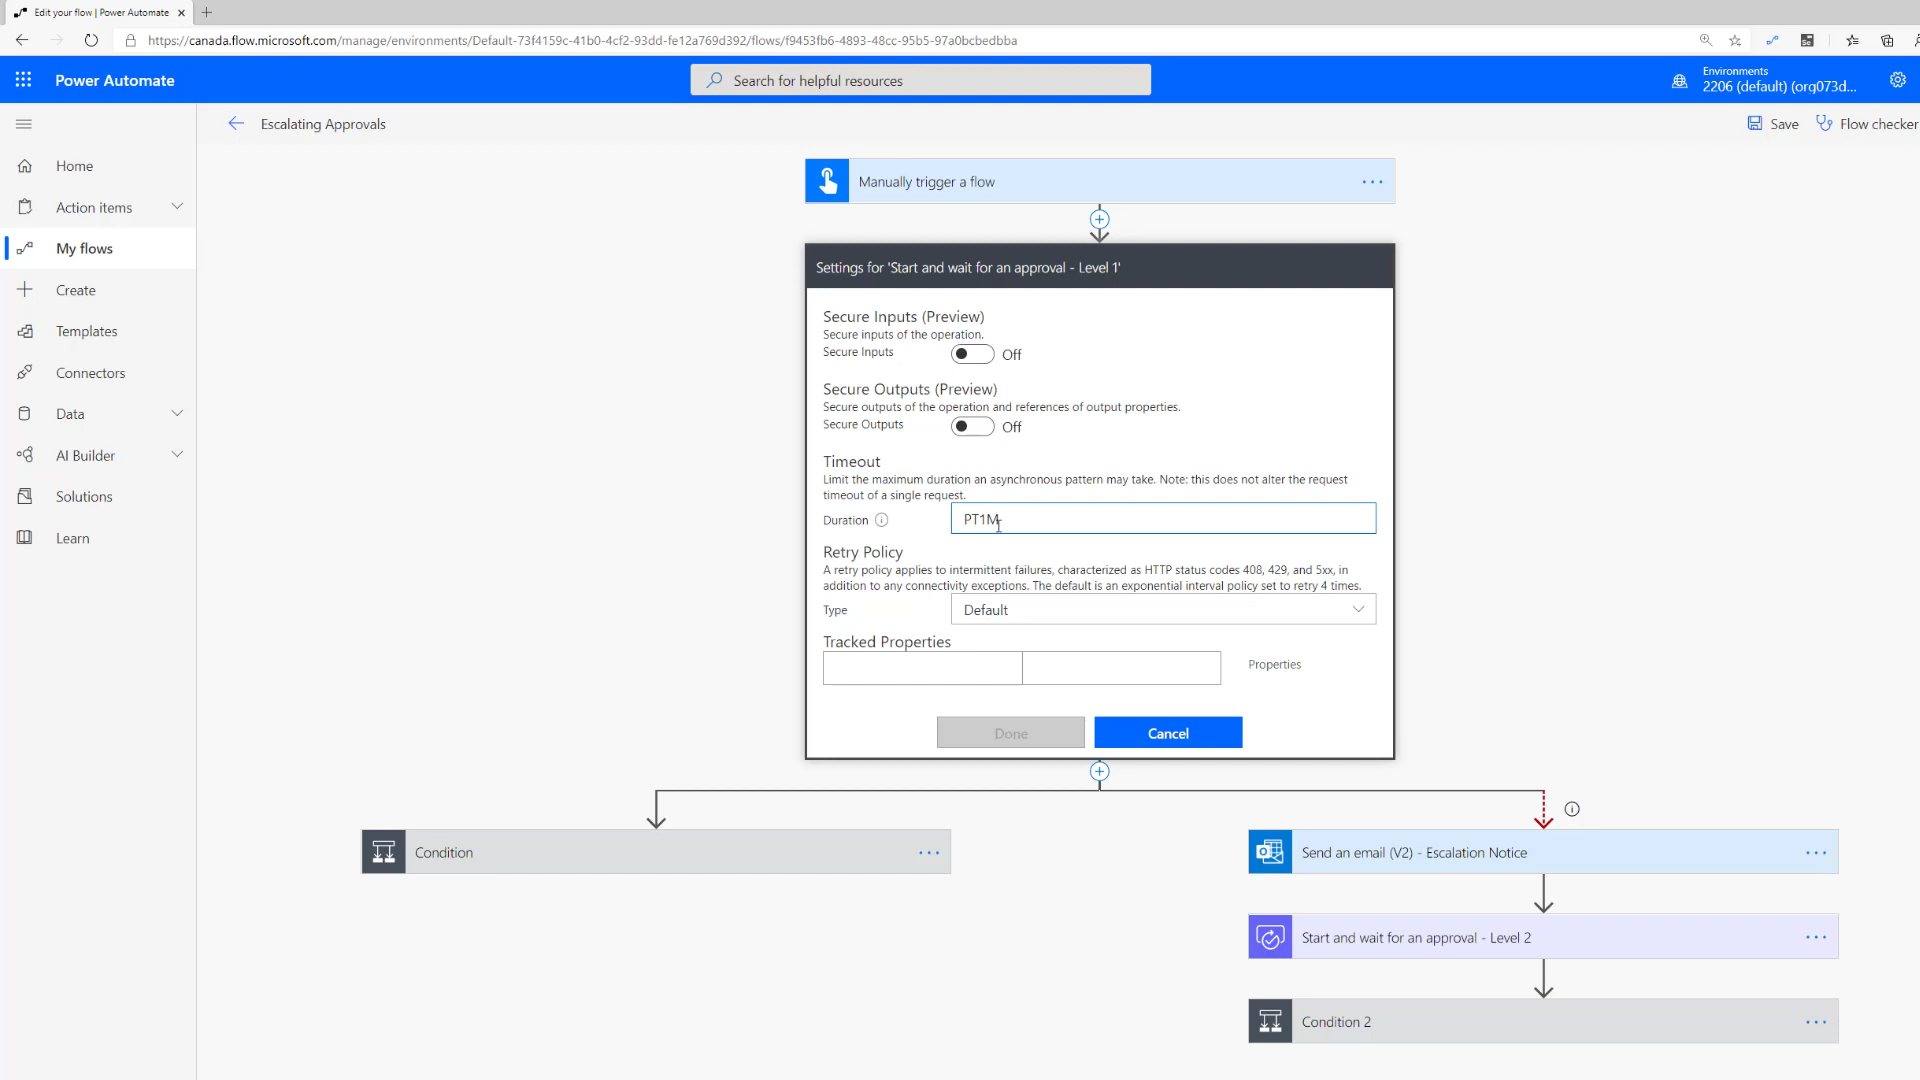 Edit your flow | Power Automate
https://canada.flow.microsoft.com/manage/environments/Default-73f4159c-41b0-4cf2-93dd-fe12a769d392/flows/f9453fb6-4893-48cc-95b5-97a0bcbedbba
Power Automate
Search for helpful resources
Environments
2206 (default) (org073d...
Escalating Approvals
Save
Flow checker
Home
Action items
My flows
Create
Templates
Connectors
Data
AI Builder
Solutions
Learn
Manually trigger a flow
Settings for 'Start and wait for an approval - Level 1'
Secure Inputs (Preview)
Secure inputs of the operation.
Secure Inputs
Off
Secure Outputs (Preview)
Secure outputs of the operation and references of output properties.
Secure Outputs
Off
Timeout
Limit the maximum duration an asynchronous pattern may take. Note: this does not alter the request
timeout of a single request.
Duration
PT1M
Retry Policy
A retry policy applies to intermittent failures, characterized as HTTP status codes 408, 429, and 5xx, in
addition to any connectivity exceptions. The default is an exponential interval policy set to retry 4 times.
Type
Default
Tracked Properties
Properties
Done
Cancel
Condition
Send an email (V2) - Escalation Notice
Start and wait for an approval - Level 2
Condition 2